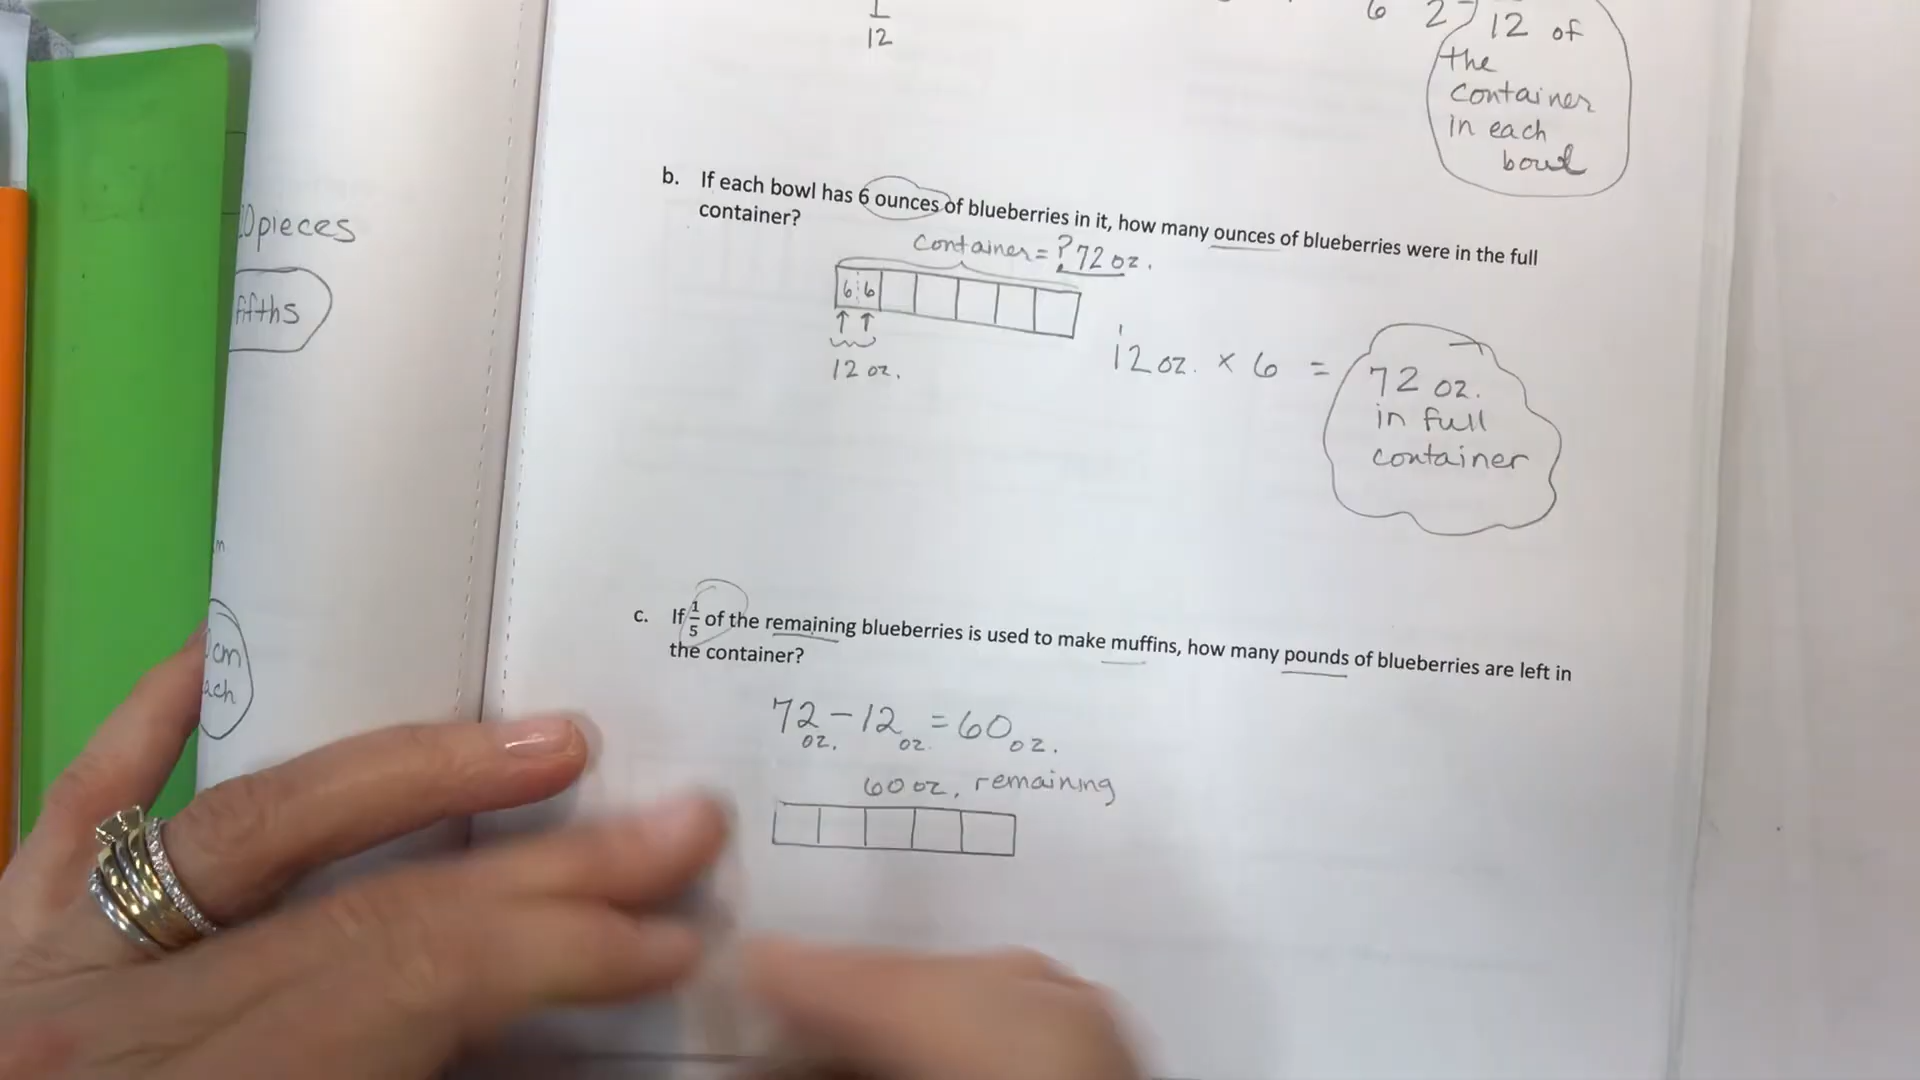 1
12
6 2 12 of
the
container
in each
bowl
pieces
fifths
cm
ach
b. If each bowl has 6 ounces of blueberries in it, how many ounces of blueberries were in the full
container?
container = ? 72 oz.
6 6
12 oz.
12 oz. × 6 = 72 oz.
in full
container
c. If 1/5 of the remaining blueberries is used to make muffins, how many pounds of blueberries are left in
the container?
72 oz. - 12 oz. = 60 oz.
60 oz. remaining